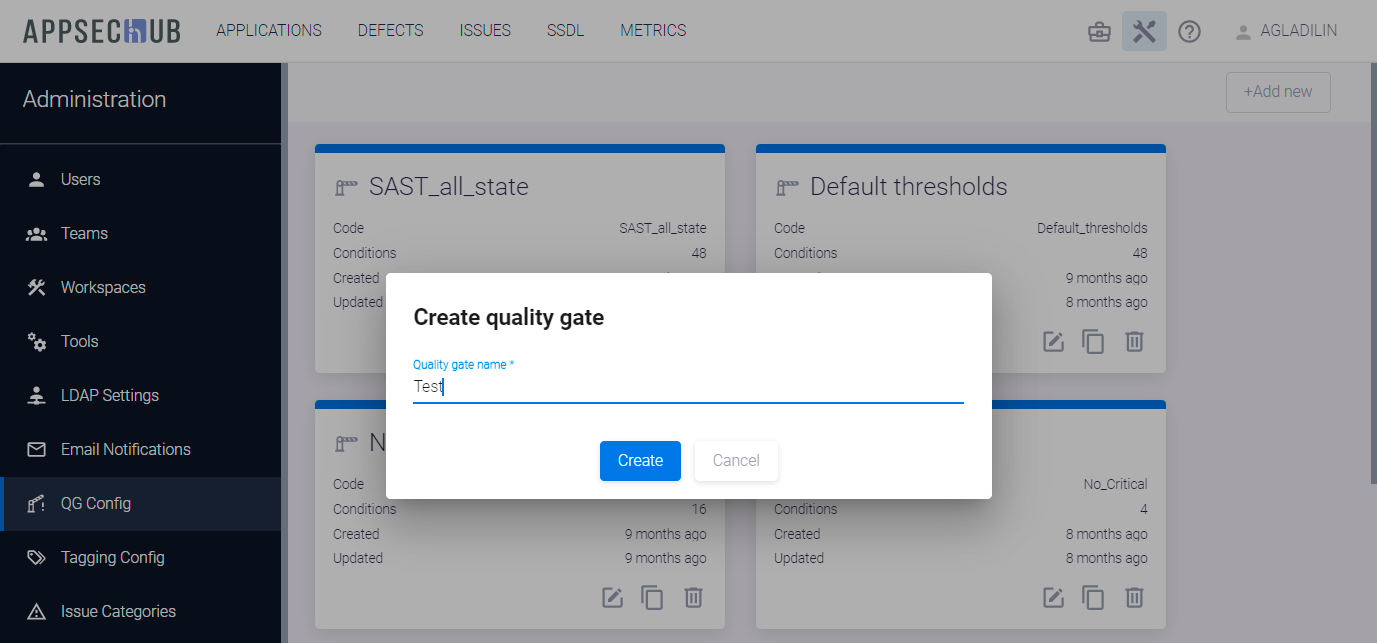 APPSECHUB APPLICATIONS DEFECTS ISSUES SSDL METRICS AGLADILIN
Administration
+Add new
Users
Teams
Workspaces
Tools
LDAP Settings
Email Notifications
QG Config
Tagging Config
Issue Categories
SAST_all_state
Code SAST_all_state
Conditions 48
Created
Updated
Default thresholds
Code Default_thresholds
Conditions 48
9 months ago
8 months ago
Create quality gate
Quality gate name *
Test
Create Cancel
N
Code
Conditions 16
Created 9 months ago
Updated 9 months ago
No_Critical
Conditions 4
Created 8 months ago
Updated 8 months ago